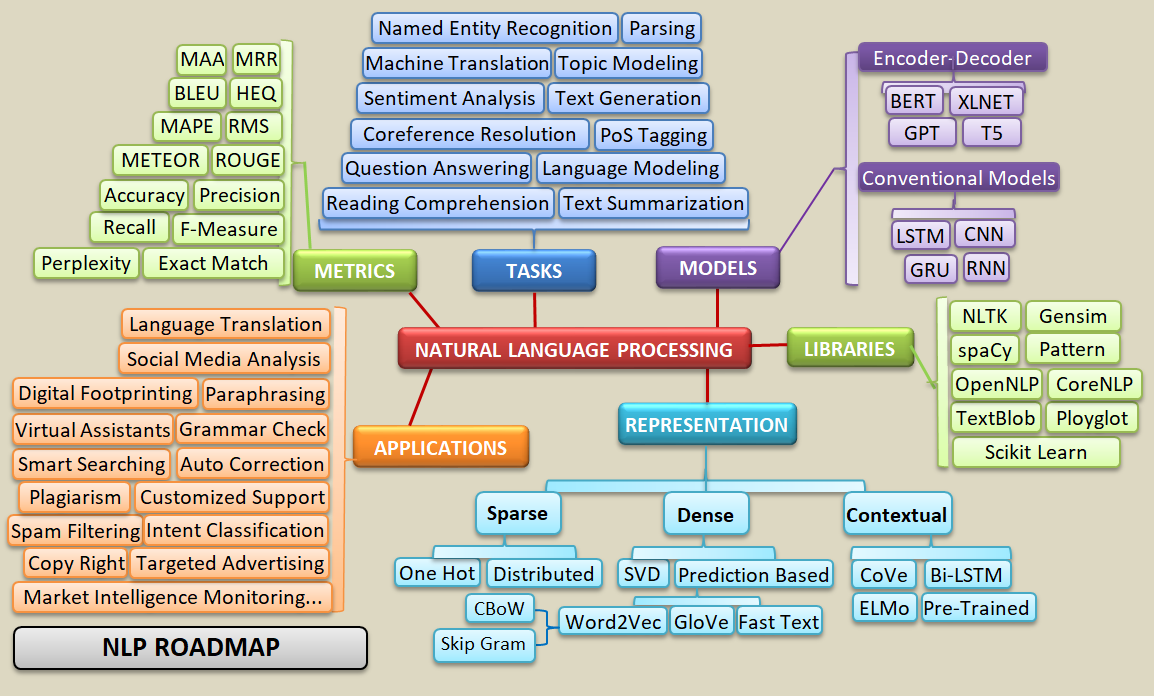 Named Entity Recognition
Parsing
Machine Translation
Topic Modeling
Sentiment Analysis
Text Generation
Coreference Resolution
PoS Tagging
Question Answering
Language Modeling
Reading Comprehension
Text Summarization
TASKS
MAA
MRR
BLEU
HEQ
MAPE
RMS
METEOR
ROUGE
Accuracy
Precision
Recall
F-Measure
Perplexity
Exact Match
METRICS
Encoder-Decoder
BERT
XLNET
GPT
T5
Conventional Models
LSTM
CNN
GRU
RNN
MODELS
NATURAL LANGUAGE PROCESSING
LIBRARIES
NLTK
Gensim
spaCy
Pattern
OpenNLP
CoreNLP
TextBlob
Ployglot
Scikit Learn
Language Translation
Social Media Analysis
Digital Footprinting
Paraphrasing
Virtual Assistants
Grammar Check
Smart Searching
Auto Correction
Plagiarism
Customized Support
Spam Filtering
Intent Classification
Copy Right
Targeted Advertising
Market Intelligence Monitoring...
APPLICATIONS
REPRESENTATION
Sparse
Dense
Contextual
One Hot
Distributed
SVD
Prediction Based
CoVe
Bi-LSTM
ELMo
Pre-Trained
CBoW
Skip Gram
Word2Vec
GloVe
Fast Text
NLP ROADMAP